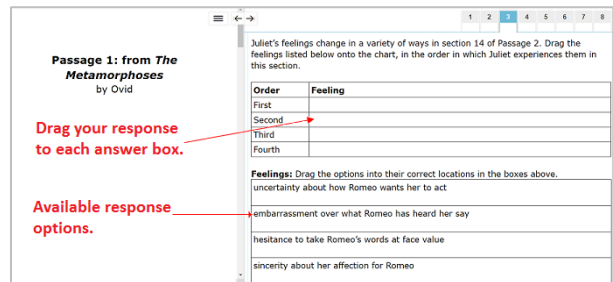 1 2 3 4 5 6 7 8
Passage 1: from The
Metamorphoses
by Ovid
Drag your response
to each answer box.
Available response
options.
Juliet's feelings change in a variety of ways in section 14 of Passage 2. Drag the
feelings listed below onto the chart, in the order in which Juliet experiences them in
this section.
Order Feeling
First
Second
Third
Fourth
Feelings: Drag the options into their correct locations in the boxes above.
uncertainty about how Romeo wants her to act
embarrassment over what Romeo has heard her say
hesitance to take Romeo's words at face value
sincerity about her affection for Romeo